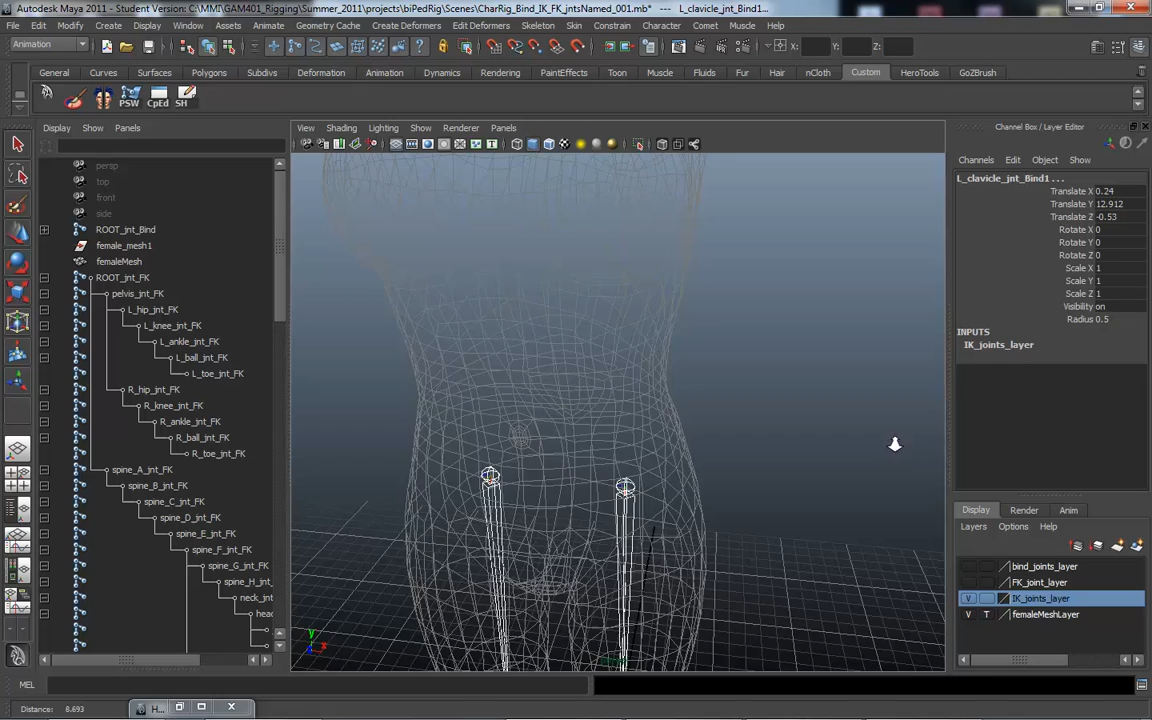 Autodesk Maya 2011 - Student Version: C:\MMI\GAM401_Rigging\Summer_2011\projects\biPedRig\Scenes\CharRig_Bind_IK_FK_jntsNamed_001.mb* --- L_clavicle_jnt_Bind1...
File Edit Modify Create Display Window Assets Animate Geometry Cache Create Deformers Edit Deformers Skeleton Skin Constrain Character Muscle Help
Animation X: Y: Z:
General Curves Surfaces Polygons Subdivs Deformation Animation Dynamics Rendering PaintEffects Toon Muscle Fluids Fur Hair nCloth Custom HeroTools GoZBrush
PSW CpEd SH
Display Show Panels
View Shading Lighting Show Renderer Panels
Channel Box / Layer Editor
Channels Edit Object Show
persp
top
front
side
ROOT_jnt_Bind
female_mesh1
femaleMesh
ROOT_jnt_FK
pelvis_jnt_FK
L_hip_jnt_FK
L_knee_jnt_FK
L_ankle_jnt_FK
L_ball_jnt_FK
L_toe_jnt_FK
R_hip_jnt_FK
R_knee_jnt_FK
R_ankle_jnt_FK
R_ball_jnt_FK
R_toe_jnt_FK
spine_A_jnt_FK
spine_B_jnt_FK
spine_C_jnt_FK
spine_D_jnt_FK
spine_E_jnt_FK
spine_F_jnt_FK
spine_G_jnt_FK
spine_H_jnt_
neck_jnt
head
y
x
L_clavicle_jnt_Bind1 . . .
Translate X 0.24
Translate Y 12.912
Translate Z -0.53
Rotate X 0
Rotate Y 0
Rotate Z 0
Scale X 1
Scale Y 1
Scale Z 1
Visibility on
Radius 0.5
INPUTS
IK_joints_layer
Display Render Anim
Layers Options Help
bind_joints_layer
FK_joint_layer
V IK_joints_layer
V T femaleMeshLayer
MEL
Distance: 8.693
H...